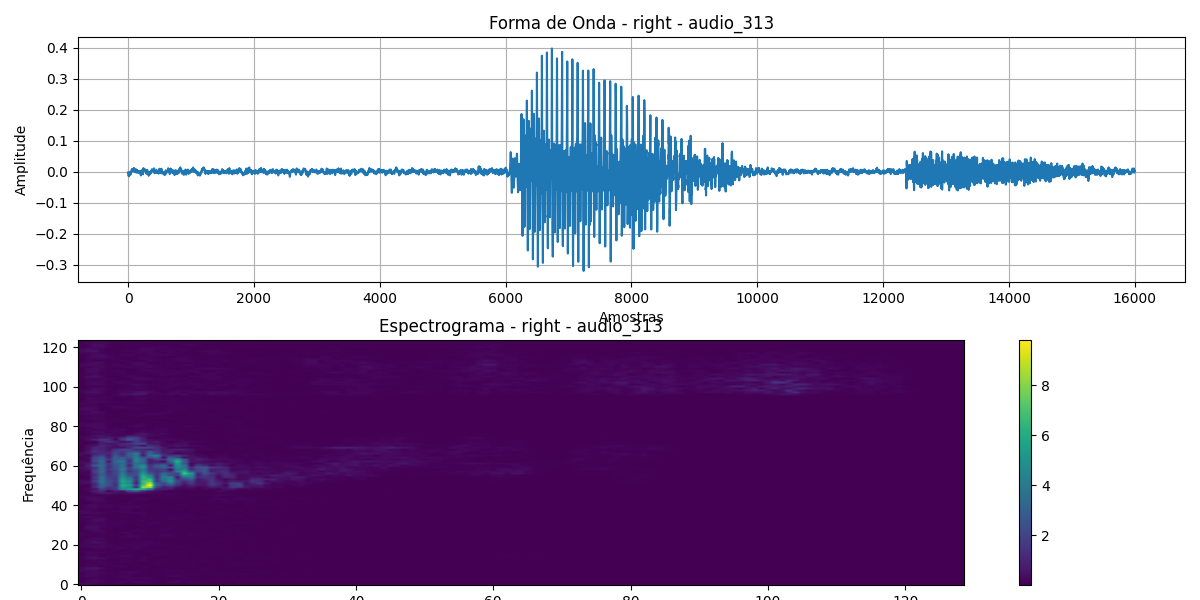 Forma de Onda - right - audio_313
Amplitude
0.4
0.3
0.2
0.1
0.0
−0.1
−0.2
−0.3
0 2000 4000 6000 8000 10000 12000 14000 16000
Amostras
Espectrograma - right - audio_313
Frequência
120
100
80
60
40
20
0
8
6
4
2
0 20 40 60 80 100 120